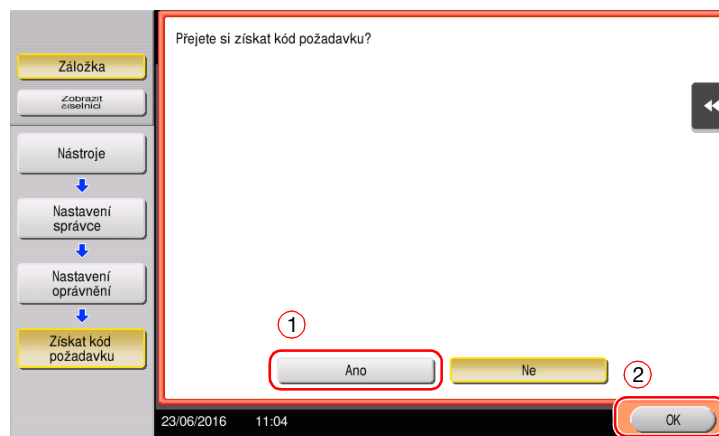 Přejete si získat kód požadavku?
Záložka
Zobrazit
číselnici
Nástroje
Nastavení
správce
Nastavení
oprávnění
Získat kód
požadavku
1
Ano
Ne
2
23/06/2016 11:04
OK